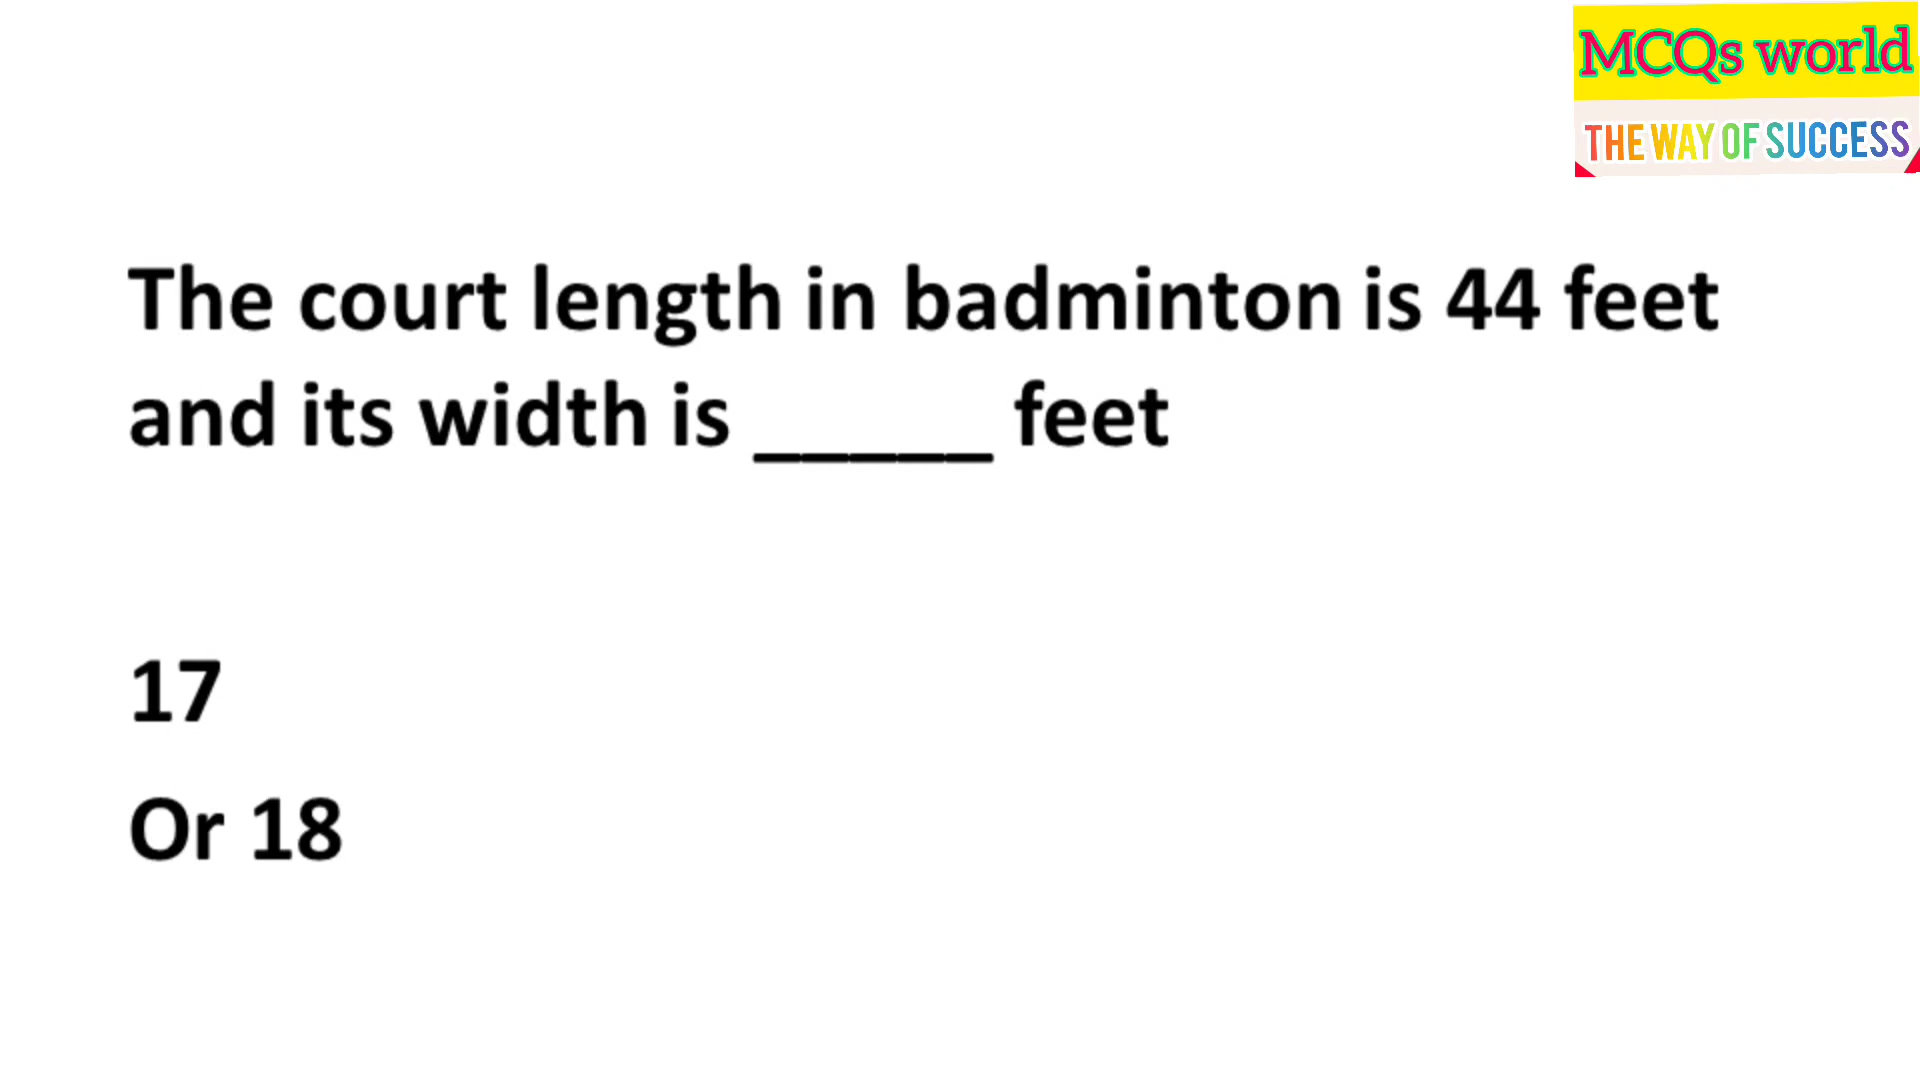 MCQs world
THE WAY OF SUCCESS
The court length in badminton is 44 feet
and its width is _____ feet
17
Or 18